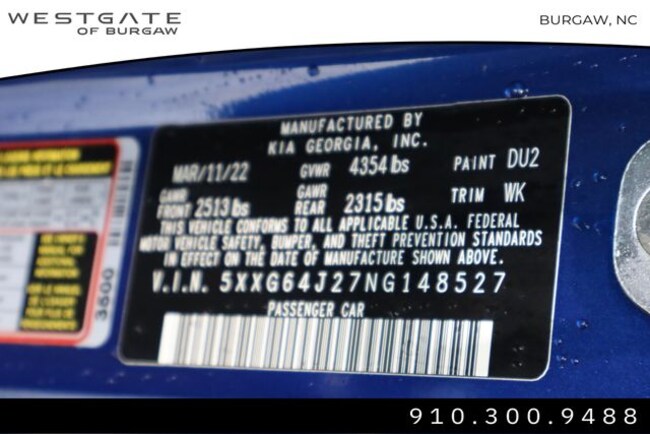 WESTGATE
OF BURGAW
BURGAW, NC
MANUFACTURED BY
KIA GEORGIA, INC.
MAR/11/22 GVWR 4354 lbs PAINT DU2
GAWR FRONT 2513 lbs GAWR REAR 2315 lbs TRIM WK
THIS VEHICLE CONFORMS TO ALL APPLICABLE U.S.A. FEDERAL
MOTOR VEHICLE SAFETY, BUMPER, AND THEFT PREVENTION STANDARDS
IN EFFECT ON THE DATE OF MANUFACTURE SHOWN ABOVE.
V.I.N. 5XXG64J27NG148527
PASSENGER CAR
3500
910.300.9488